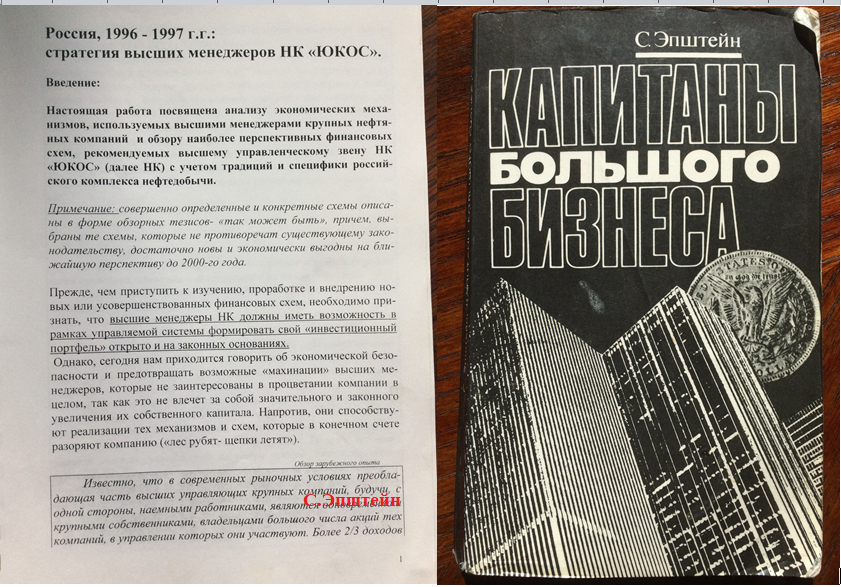 Россия, 1996 - 1997 г.г.:
стратегия высших менеджеров НК «ЮКОС».
Введение:
Настоящая работа посвящена анализу экономических меха-
низмов, используемых высшими менеджерами крупных нефтя-
ных компаний и обзору наиболее перспективных финансовых
схем, рекомендуемых высшему управленческому звену НК
«ЮКОС» (далее НК) с учетом традиций и специфики россий-
ского комплекса нефтедобычи.
Примечание: совершенно определенные и конкретные схемы описа-
ны в форме обзорных тезисов- «так может быть», причем, вы-
браны те схемы, которые не противоречат существующему зако-
нодательству, достаточно новы и экономически выгодны на бли-
жайшую перспективу до 2000-го года.
Прежде, чем приступить к изучению, проработке и внедрению но-
вых или усовершенствованных финансовых схем, необходимо при-
знать, что высшие менеджеры НК должны иметь возможность в
рамках управляемой системы формировать свой «инвестиционный
портфель» открыто и на законных основаниях.
Однако, сегодня нам приходится говорить об экономической безо-
пасности и предотвращать возможные «махинации» высших ме-
неджеров, которые не заинтересованы в процветании компании в
целом, так как это не влечет за собой значительного и законного
увеличения их собственного капитала. Напротив, они способству-
ют реализации тех механизмов и схем, которые в конечном счете
разоряют компанию («лес рубят- щепки летят»).
Обзор зарубежного опыта
Известно, что в современных рыночных условиях преобла-
дающая часть высших управляющих крупных компаний, будучи, с
одной стороны, наемными работниками, являются
С.Эпштейн
крупными собственниками, владельцами большого числа акций тех
компаний, в управлении которых они участвуют. Более 2/3 доходов
1
С.Эпштейн
КАПИТАНЫ
БОЛЬШОГО
БИЗНЕСА